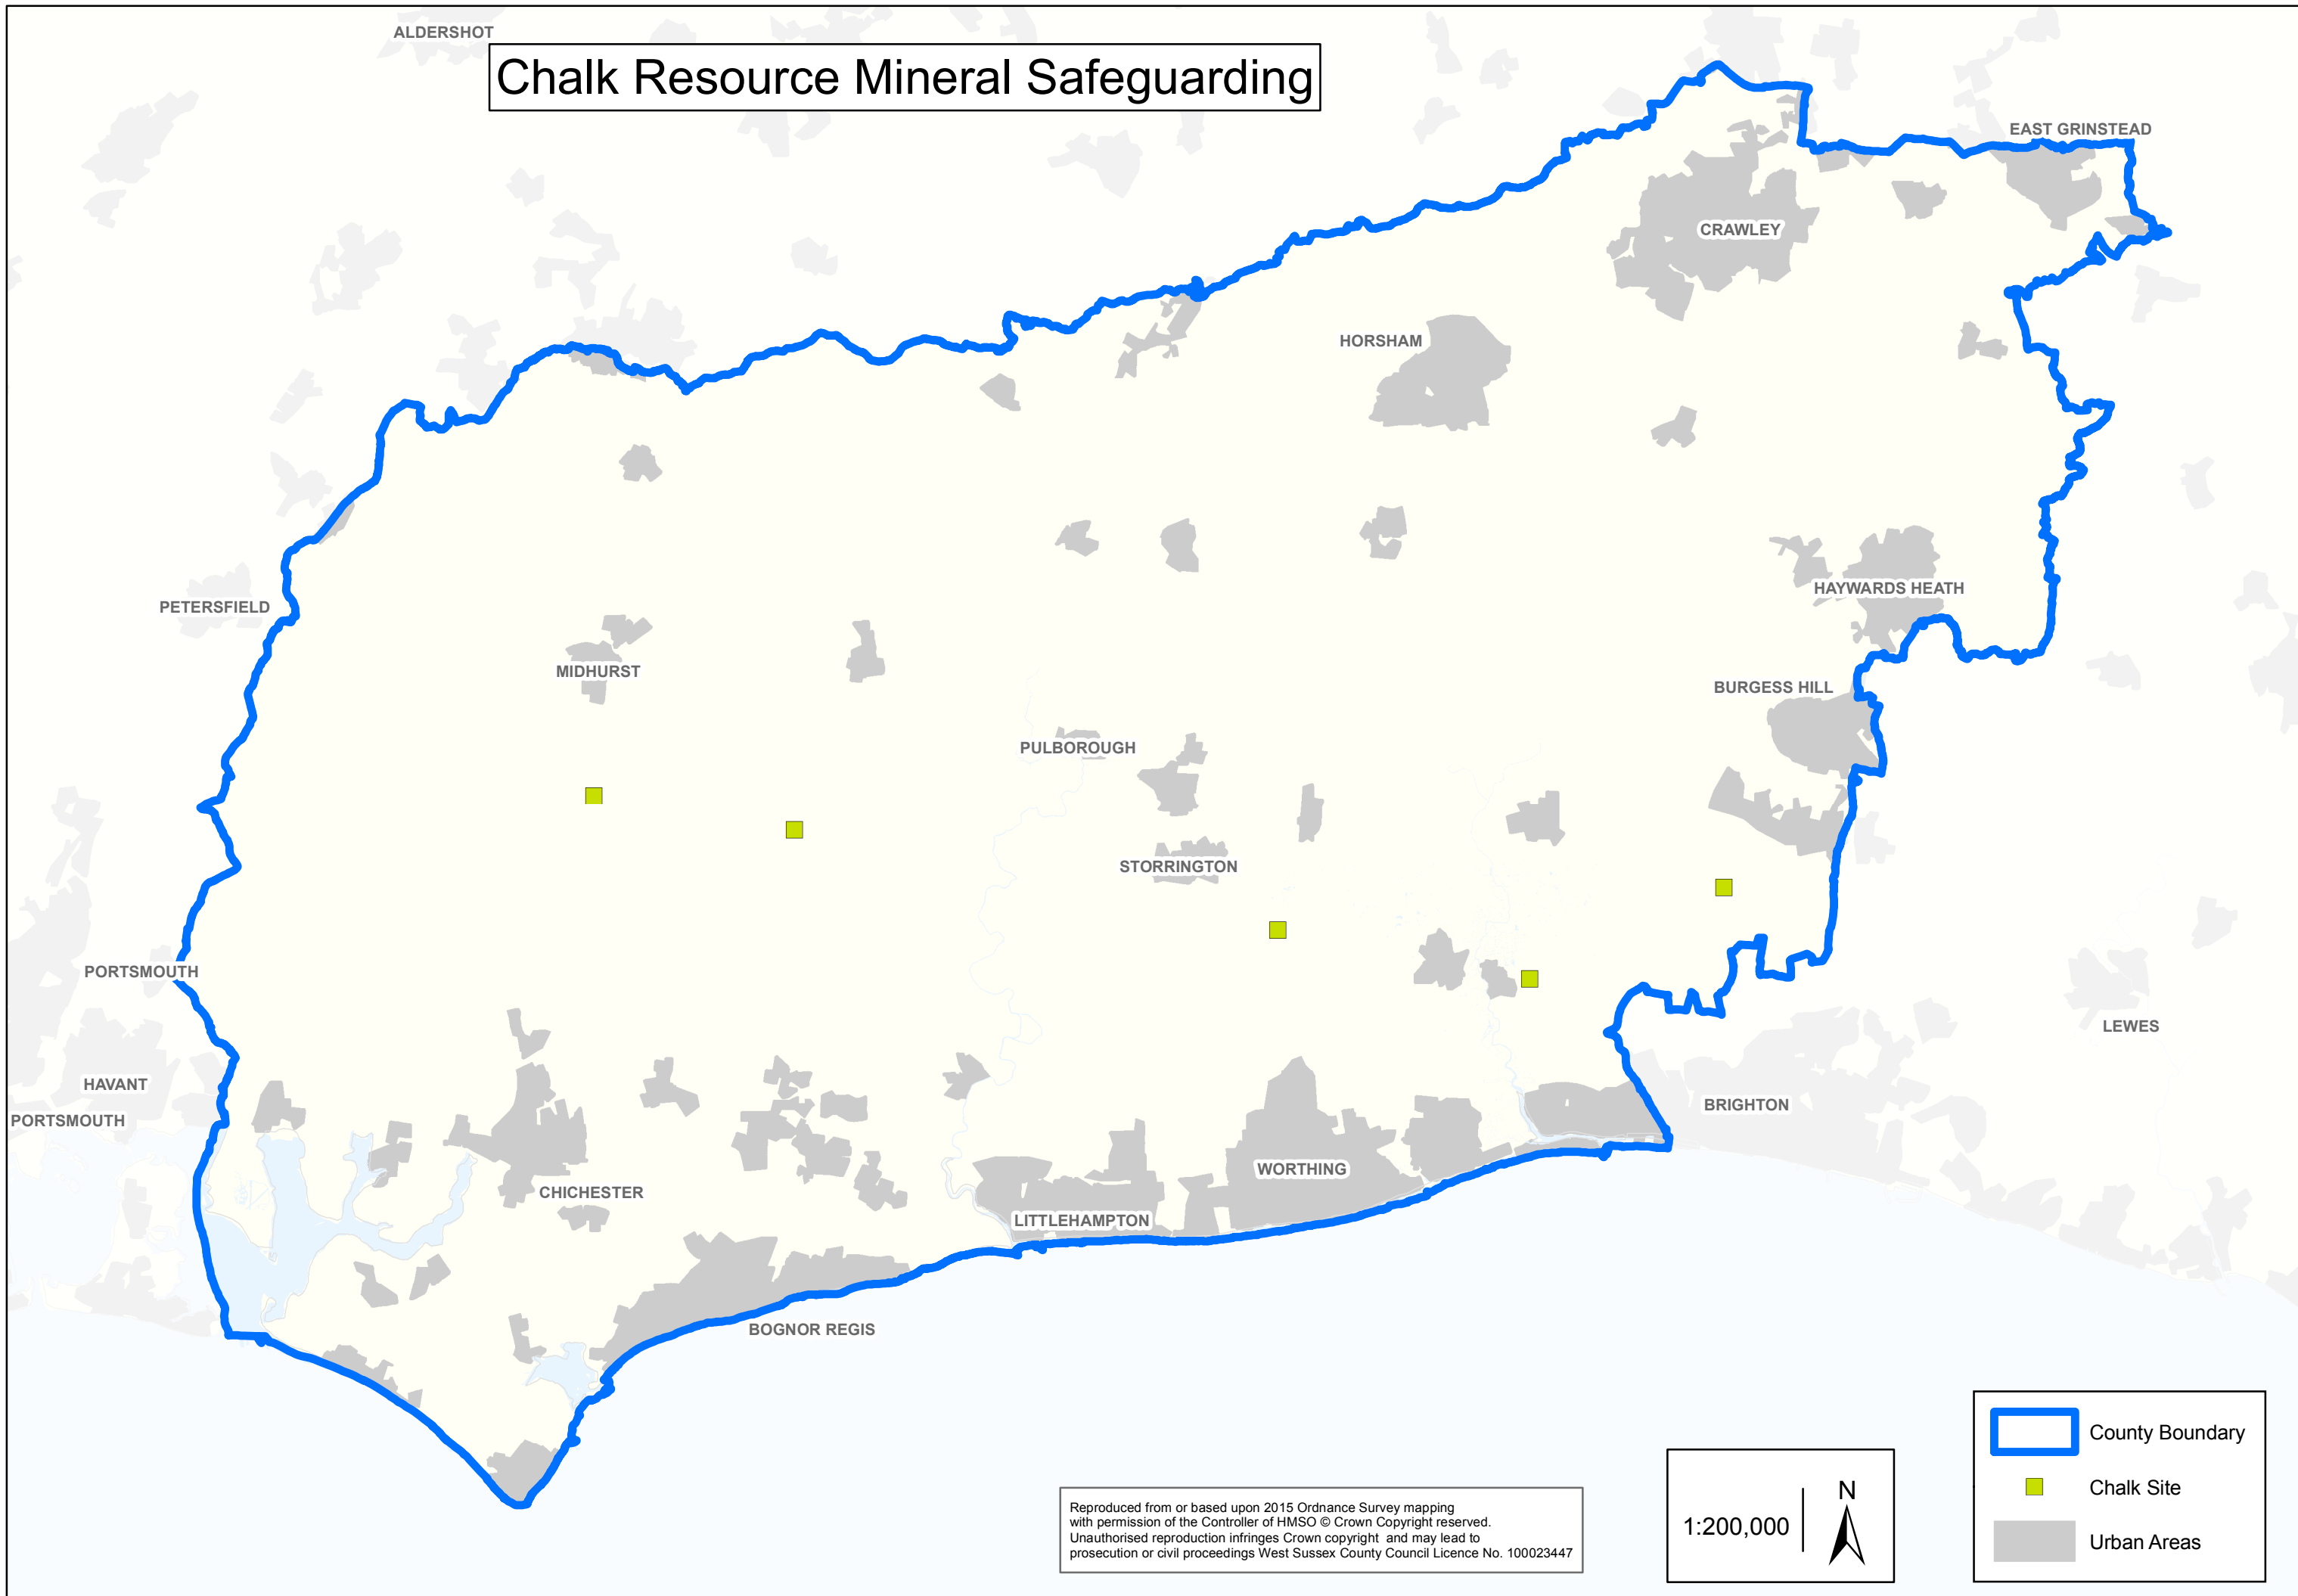 ALDERSHOT
Chalk Resource Mineral Safeguarding
EAST GRINSTEAD
CRAWLEY
HORSHAM
HAYWARDS HEATH
PETERSFIELD
MIDHURST
BURGESS HILL
PULBOROUGH
STORRINGTON
PORTSMOUTH
LEWES
HAVANT
BRIGHTON
PORTSMOUTH
WORTHING
CHICHESTER
LITTLEHAMPTON
BOGNOR REGIS
County Boundary
Chalk Site
Urban Areas
N
1:200,000
Reproduced from or based upon 2015 Ordnance Survey mapping
with permission of the Controller of HMSO © Crown Copyright reserved.
Unauthorised reproduction infringes Crown copyright and may lead to
prosecution or civil proceedings West Sussex County Council Licence No. 100023447